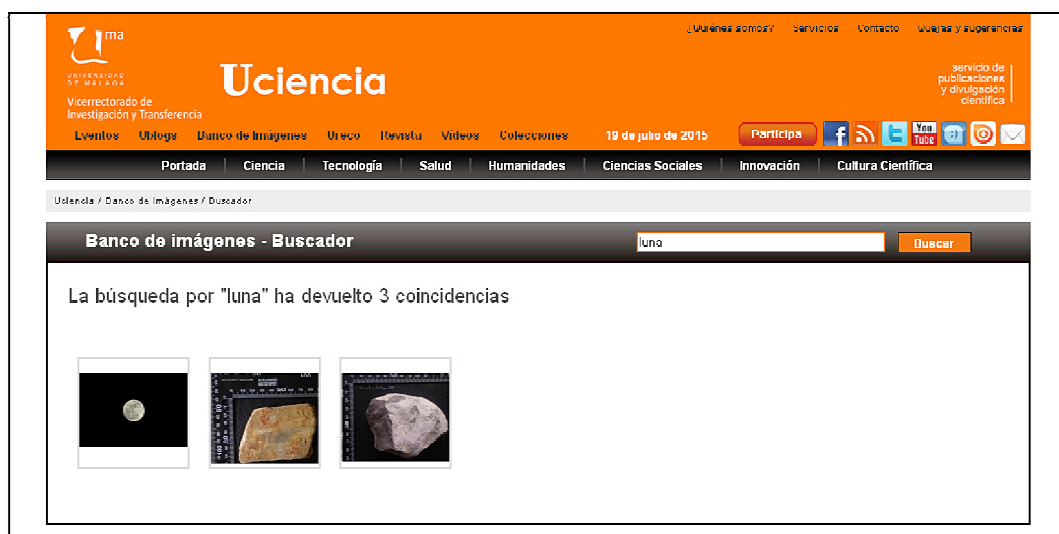 ¿Quiénes somos? Servicios Contacto Quejas y sugerencias
uma
UNIVERSIDAD
DE MÁLAGA
Vicerrectorado de
Investigación y Transferencia
Uciencia
servicio de
publicaciones
y divulgación
científica
Eventos Ublogs Banco de Imágenes Ureco Revista Vídeos Colecciones 19 de julio de 2015 Participa
You
Tube
Portada Ciencia Tecnología Salud Humanidades Ciencias Sociales Innovación Cultura Científica
Uciencia / Banco de Imágenes / Buscador
Banco de imágenes - Buscador luna Buscar
La búsqueda por "luna" ha devuelto 3 coincidencias